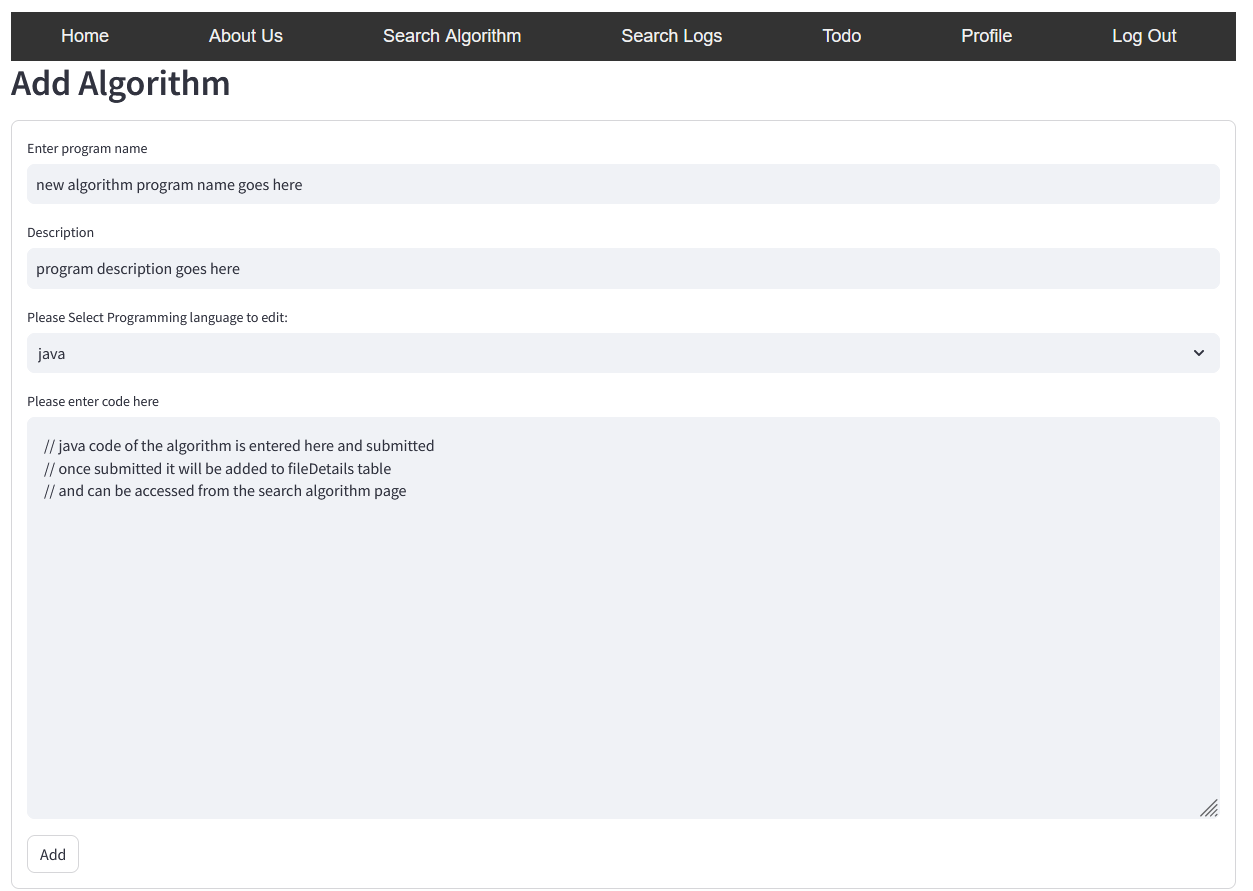 Home About Us Search Algorithm Search Logs Todo Profile Log Out
Add Algorithm
Enter program name
new algorithm program name goes here
Description
program description goes here
Please Select Programming language to edit:
java
Please enter code here
// java code of the algorithm is entered here and submitted
// once submitted it will be added to fileDetails table
// and can be accessed from the search algorithm page
Add